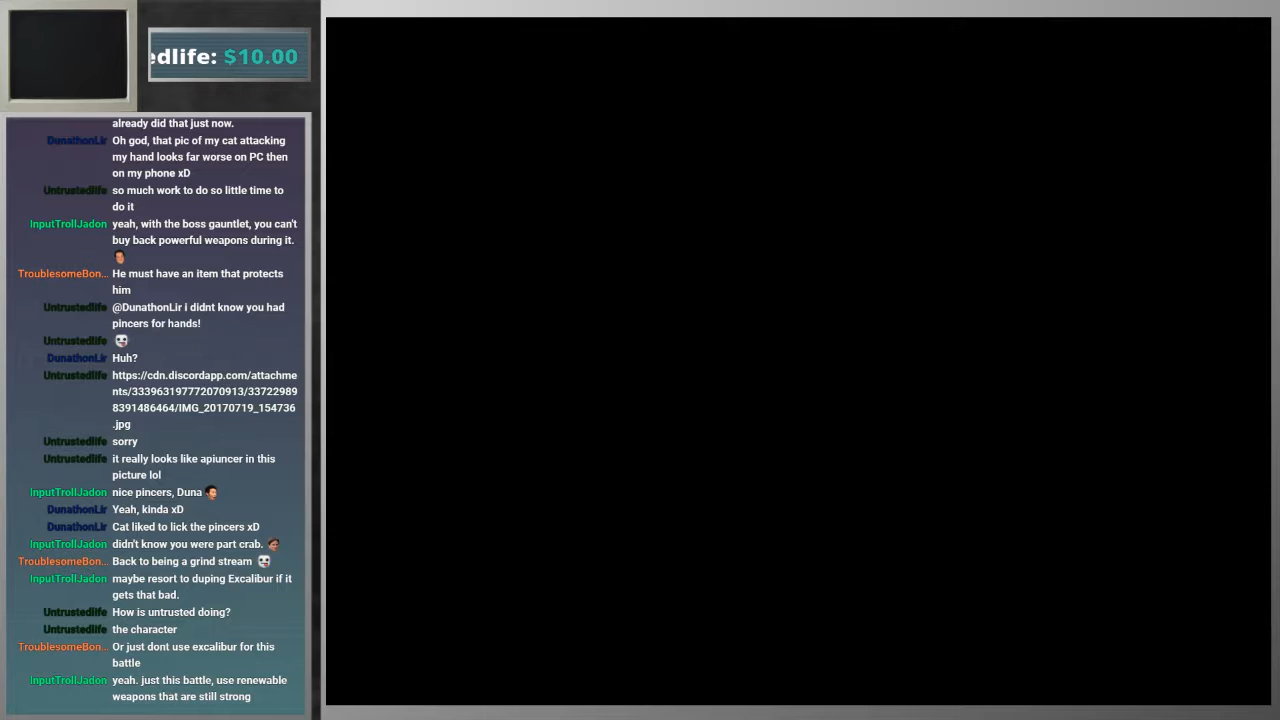 edlife: $10.00
already did that just now.
DunathonLir Oh god, that pic of my cat attacking
my hand looks far worse on PC then
on my phone xD
Untrustedlife so much work to do so little time to
do it
InputTrollJadon yeah, with the boss gauntlet, you can't
buy back powerful weapons during it.
TroublesomeBon... He must have an item that protects
him
Untrustedlife @DunathonLir i didnt know you had
pincers for hands!
Untrustedlife
DunathonLir Huh?
Untrustedlife https://cdn.discordapp.com/attachme
nts/333963197772070913/33722989
8391486464/IMG_20170719_154736
.jpg
Untrustedlife sorry
Untrustedlife it really looks like apiuncer in this
picture lol
InputTrollJadon nice pincers, Duna
DunathonLir Yeah, kinda xD
DunathonLir Cat liked to lick the pincers xD
InputTrollJadon didn't know you were part crab.
TroublesomeBon... Back to being a grind stream
InputTrollJadon maybe resort to duping Excalibur if it
gets that bad.
Untrustedlife How is untrusted doing?
Untrustedlife the character
TroublesomeBon... Or just dont use excalibur for this
battle
InputTrollJadon yeah. just this battle, use renewable
weapons that are still strong